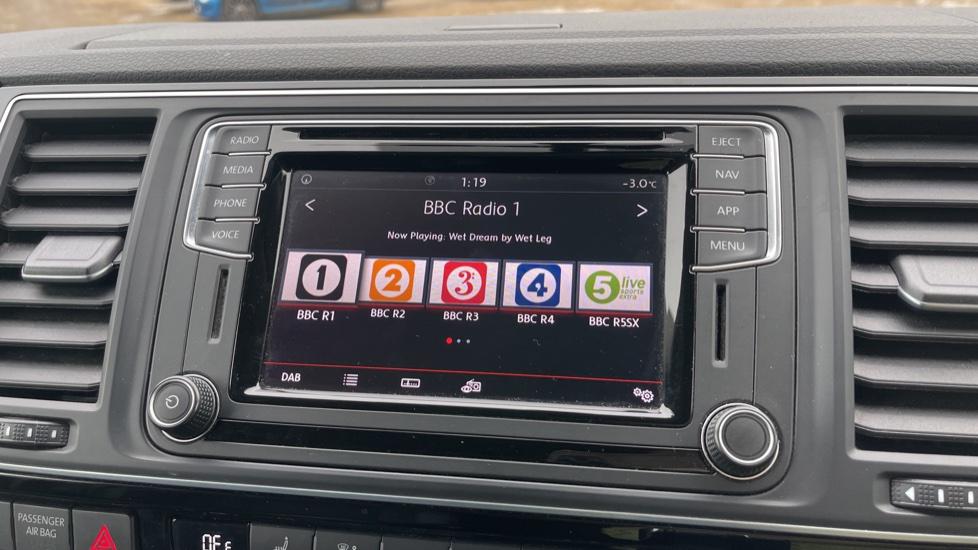 RADIO
MEDIA
PHONE
VOICE
EJECT
NAV
APP
MENU
1:19
-3.0°C
< BBC Radio 1 >
Now Playing: Wet Dream by Wet Leg
1 2 3 4 5 live
sports
extra
BBC R1 BBC R2 BBC R3 BBC R4 BBC R5SX
DAB
PASSENGER
AIR BAG